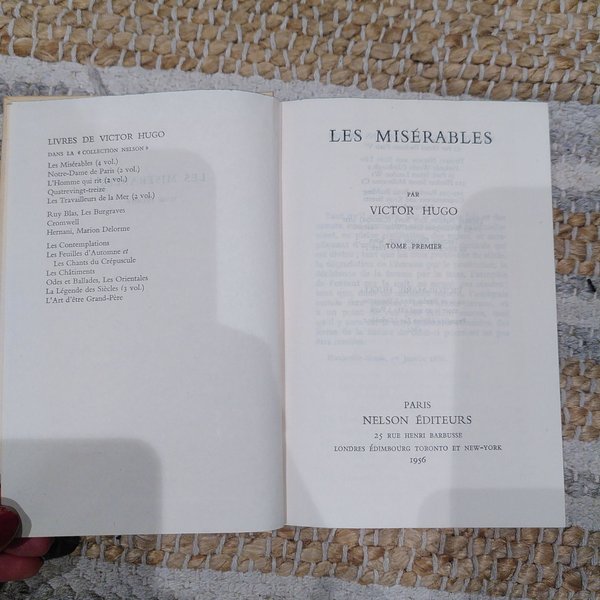 LIVRES DE VICTOR HUGO
DANS LA « COLLECTION NELSON »
Les Misérables (4 vol.)
Notre-Dame de Paris (2 vol.)
L'Homme qui rit (2 vol.)
Quatrevingt-treize
Les Travailleurs de la Mer (2 vol.)
Ruy Blas, Les Burgraves
Cromwell
Hernani, Marion Delorme
Les Contemplations
Les Feuilles d'Automne et
Les Chants du Crépuscule
Les Châtiments
Odes et Ballades, Les Orientales
La Légende des Siècles (3 vol.)
L'Art d'être Grand-Père
LES MISÉRABLES
PAR
VICTOR HUGO
TOME PREMIER
PARIS
NELSON ÉDITEURS
25 RUE HENRI BARBUSSE
LONDRES ÉDIMBOURG TORONTO ET NEW-YORK
1956